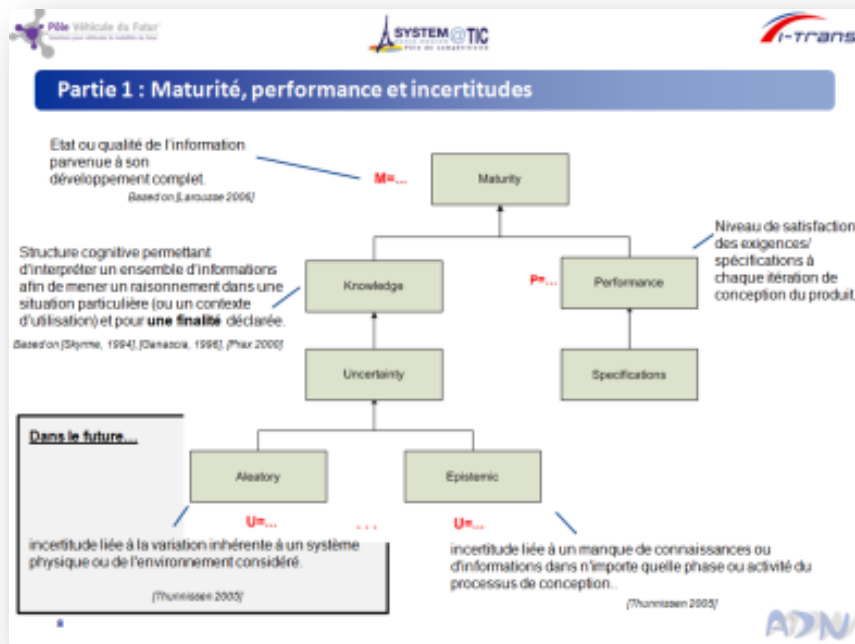 Pôle Véhicule du Futur
SYSTEM@TIC
i-Trans
Partie 1 : Maturité, performance et incertitudes
Etat ou qualité de l'information
parvenue à son
développement complet.
Based on [Larousse 2006]
M=...
Maturity
Structure cognitive permettant
d'interpréter un ensemble d'informations
afin de mener un raisonnement dans une
situation particulière (ou un contexte
d'utilisation) et pour une finalité déclarée.
Based on [Skyrme, 1994], [Ganascia, 1996], [Prax 2000]
Knowledge
P=...
Performance
Niveau de satisfaction
des exigences/
spécifications à
chaque itération de
conception du produit.
Uncertainty
Specifications
Dans le future...
Aleatory
Epistemic
U=...
...
U=...
incertitude liée à la variation inhérente à un système
physique ou de l'environnement considéré.
[Thunnissen 2005]
incertitude liée à un manque de connaissances ou
d'informations dans n'importe quelle phase ou activité du
processus de conception..
[Thunnissen 2005]
ADN